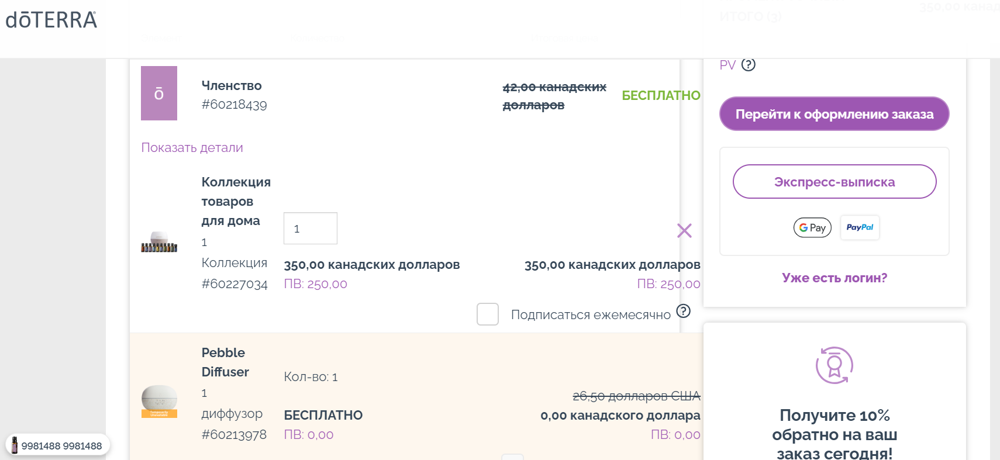 dōTERRA®
350,00 канад
ИТОГО (3)
ō
Членство
#60218439
42,00 канадских
долларов
БЕСПЛАТНО
Показать детали
Коллекция
товаров
для дома
1
Коллекция
#60227034
1
350,00 канадских долларов
ПВ: 250,00
350,00 канадских долларов
ПВ: 250,00
Подписаться ежемесячно ?
Pebble
Diffuser
1
диффузор
#60213978
Temporarily
Unavailable
Кол-во: 1
БЕСПЛАТНО
ПВ: 0,00
26,50 долларов США
0,00 канадского доллара
ПВ: 0,00
9981488 9981488
PV ?
Перейти к оформлению заказа
Экспресс-выписка
G Pay
PayPal
Уже есть логин?
Получите 10%
обратно на ваш
заказ сегодня!